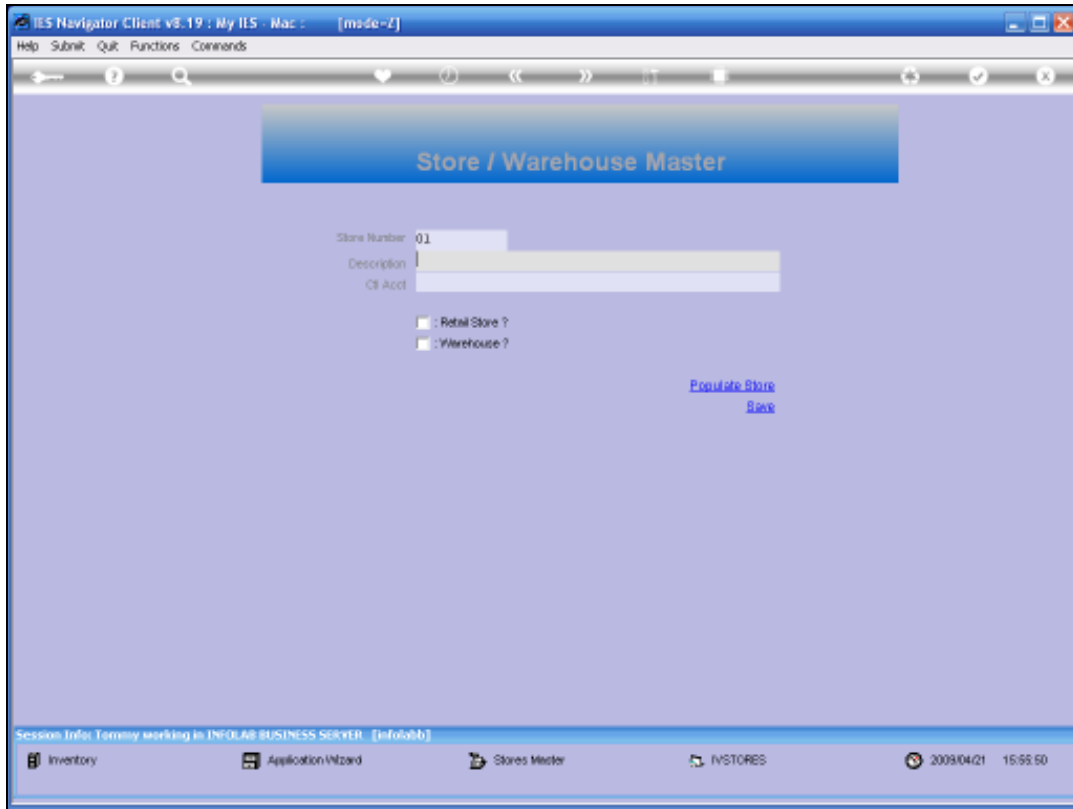 IES Navigator Client v8.19 : My IES - Mac : [mode=Z]
Help Submit Quit Functions Commands
Store / Warehouse Master
Store Number 01
Description
Ctl Acct
: Retail Store ?
: Warehouse ?
Populate Store
Save
Session Info: Tommy working in INFOLAB BUSINESS SERVER [infolabb]
Inventory Application Wizard Stores Master IVSTORES 2009/04/21 15:55:50